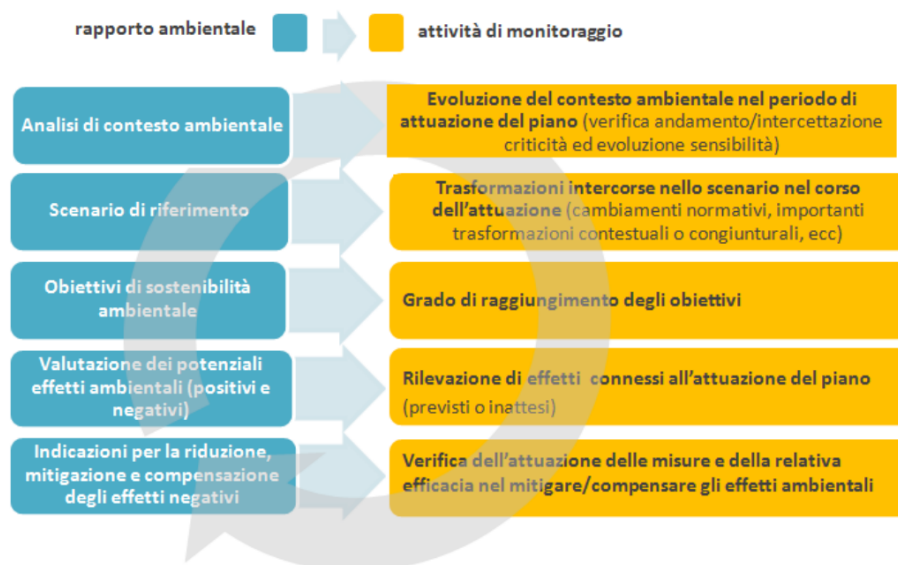 rapporto ambientale
attività di monitoraggio
Analisi di contesto ambientale
Evoluzione del contesto ambientale nel periodo di
attuazione del piano (verifica andamento/intercettazione
criticità ed evoluzione sensibilità)
Scenario di riferimento
Trasformazioni intercorse nello scenario nel corso
dell'attuazione (cambiamenti normativi, importanti
trasformazioni contestuali o congiunturali, ecc)
Obiettivi di sostenibilità
ambientale
Grado di raggiungimento degli obiettivi
Valutazione dei potenziali
effetti ambientali (positivi e
negativi)
Rilevazione di effetti connessi all'attuazione del piano
(previsti o inattesi)
Indicazioni per la riduzione,
mitigazione e compensazione
degli effetti negativi
Verifica dell'attuazione delle misure e della relativa
efficacia nel mitigare/compensare gli effetti ambientali